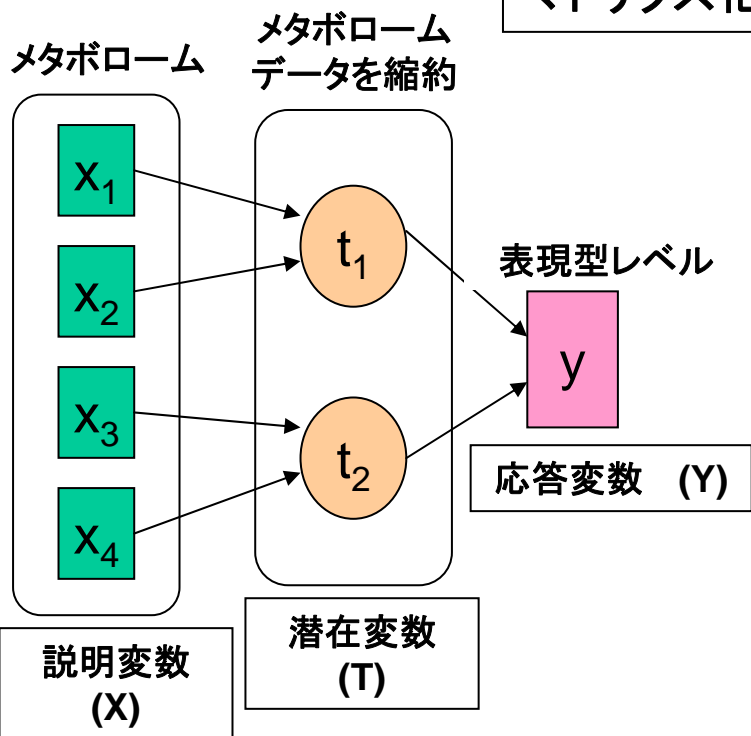 メタボローム
メタボローム
データを縮約
x₁
x₂
x₃
x₄
t₁
t₂
表現型レベル
y
応答変数 (Y)
潜在変数
(T)
説明変数
(X)